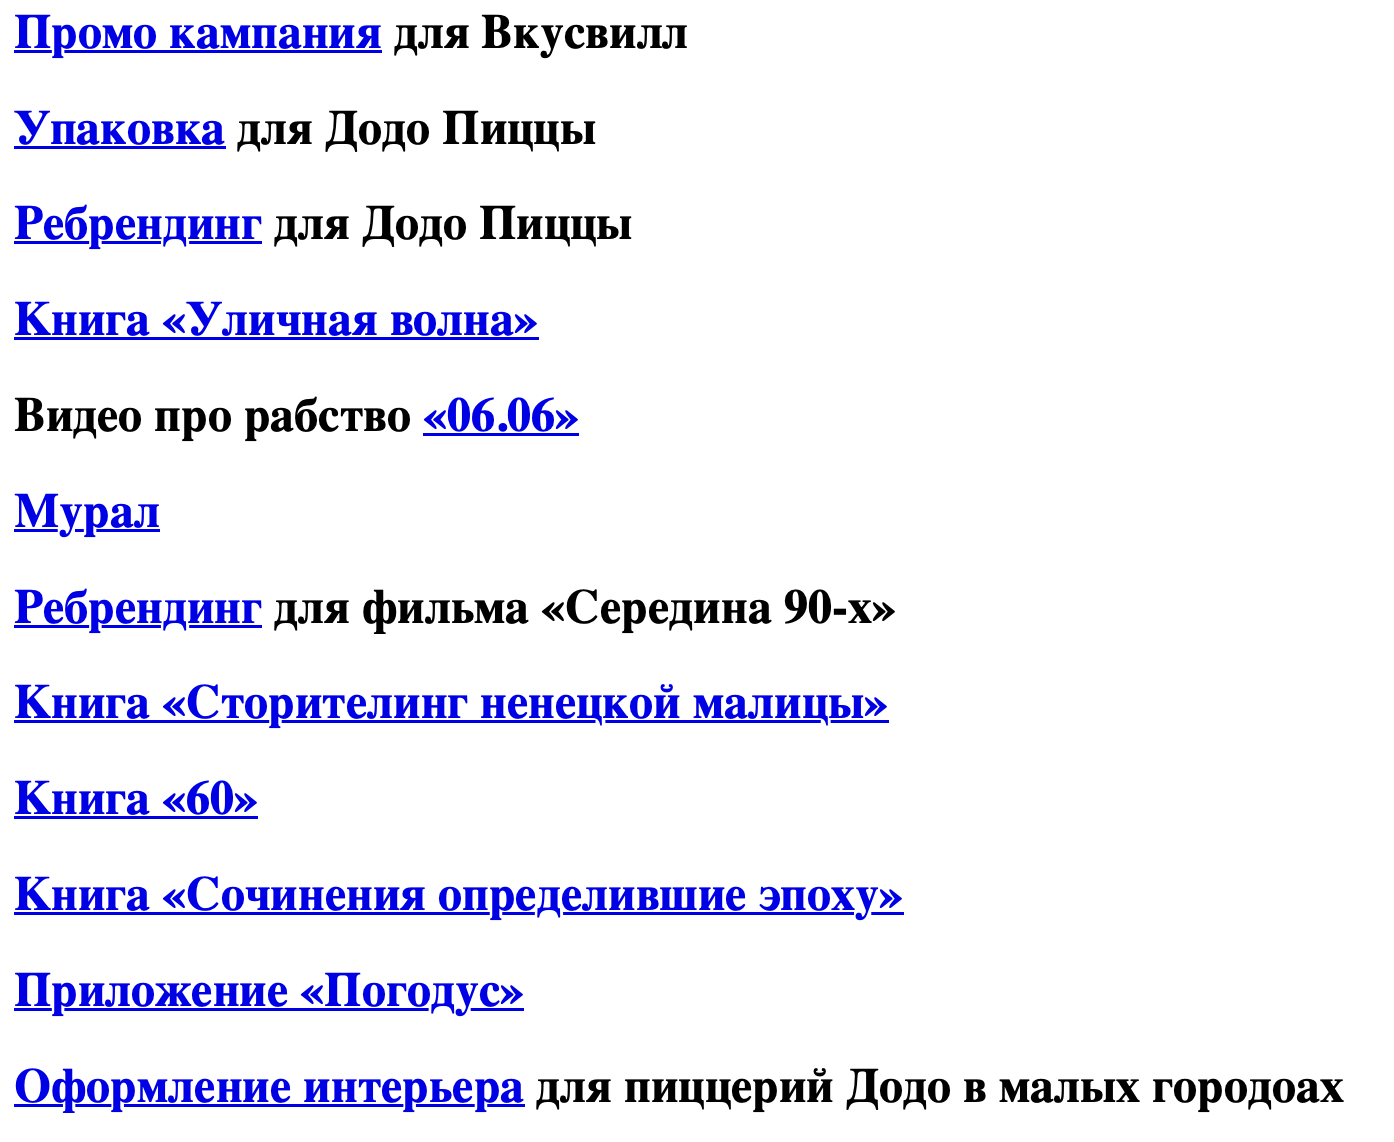 Промо кампания для Вкусвилл
Упаковка для Додо Пиццы
Ребрендинг для Додо Пиццы
Книга «Уличная волна»
Видео про рабство «06.06»
Мурал
Ребрендинг для фильма «Середина 90-х»
Книга «Сторителинг ненецкой малицы»
Книга «60»
Книга «Сочинения определившие эпоху»
Приложение «Погодус»
Оформление интерьера для пиццерий Додо в малых городоах